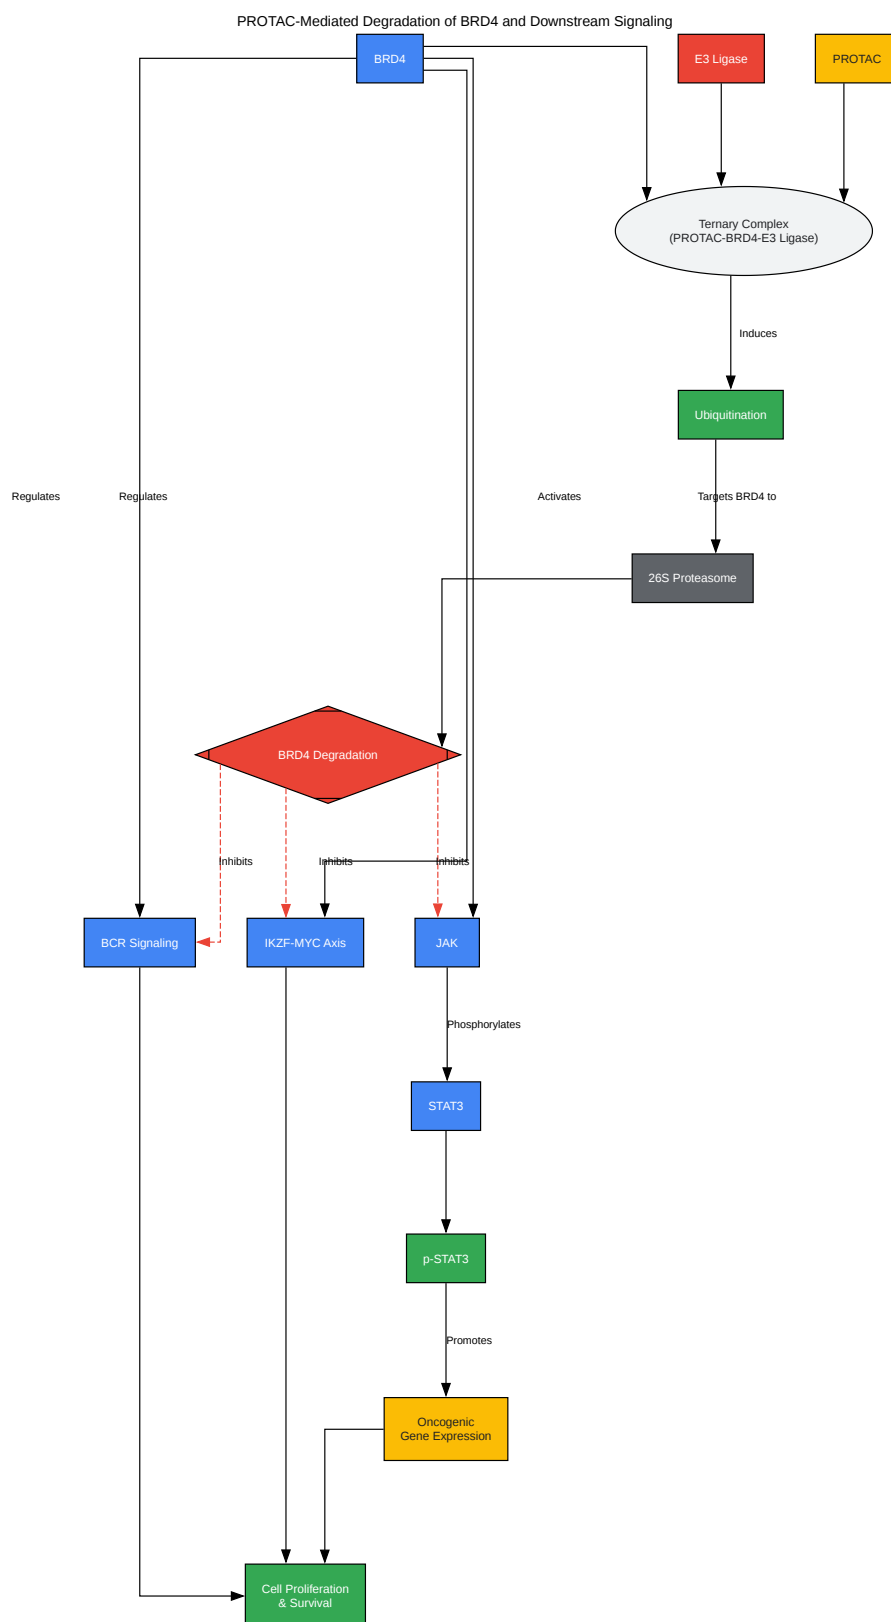 PROTAC-Mediated Degradation of BRD4 and Downstream Signaling
BRD4
E3 Ligase
PROTAC
Ternary Complex
(PROTAC-BRD4-E3 Ligase)
Induces
Ubiquitination
Regulates
Regulates
Activates
Targets BRD4 to
26S Proteasome
BRD4 Degradation
Inhibits
Inhibits
Inhibits
BCR Signaling
IKZF-MYC Axis
JAK
Phosphorylates
STAT3
p-STAT3
Promotes
Oncogenic
Gene Expression
Cell Proliferation
& Survival